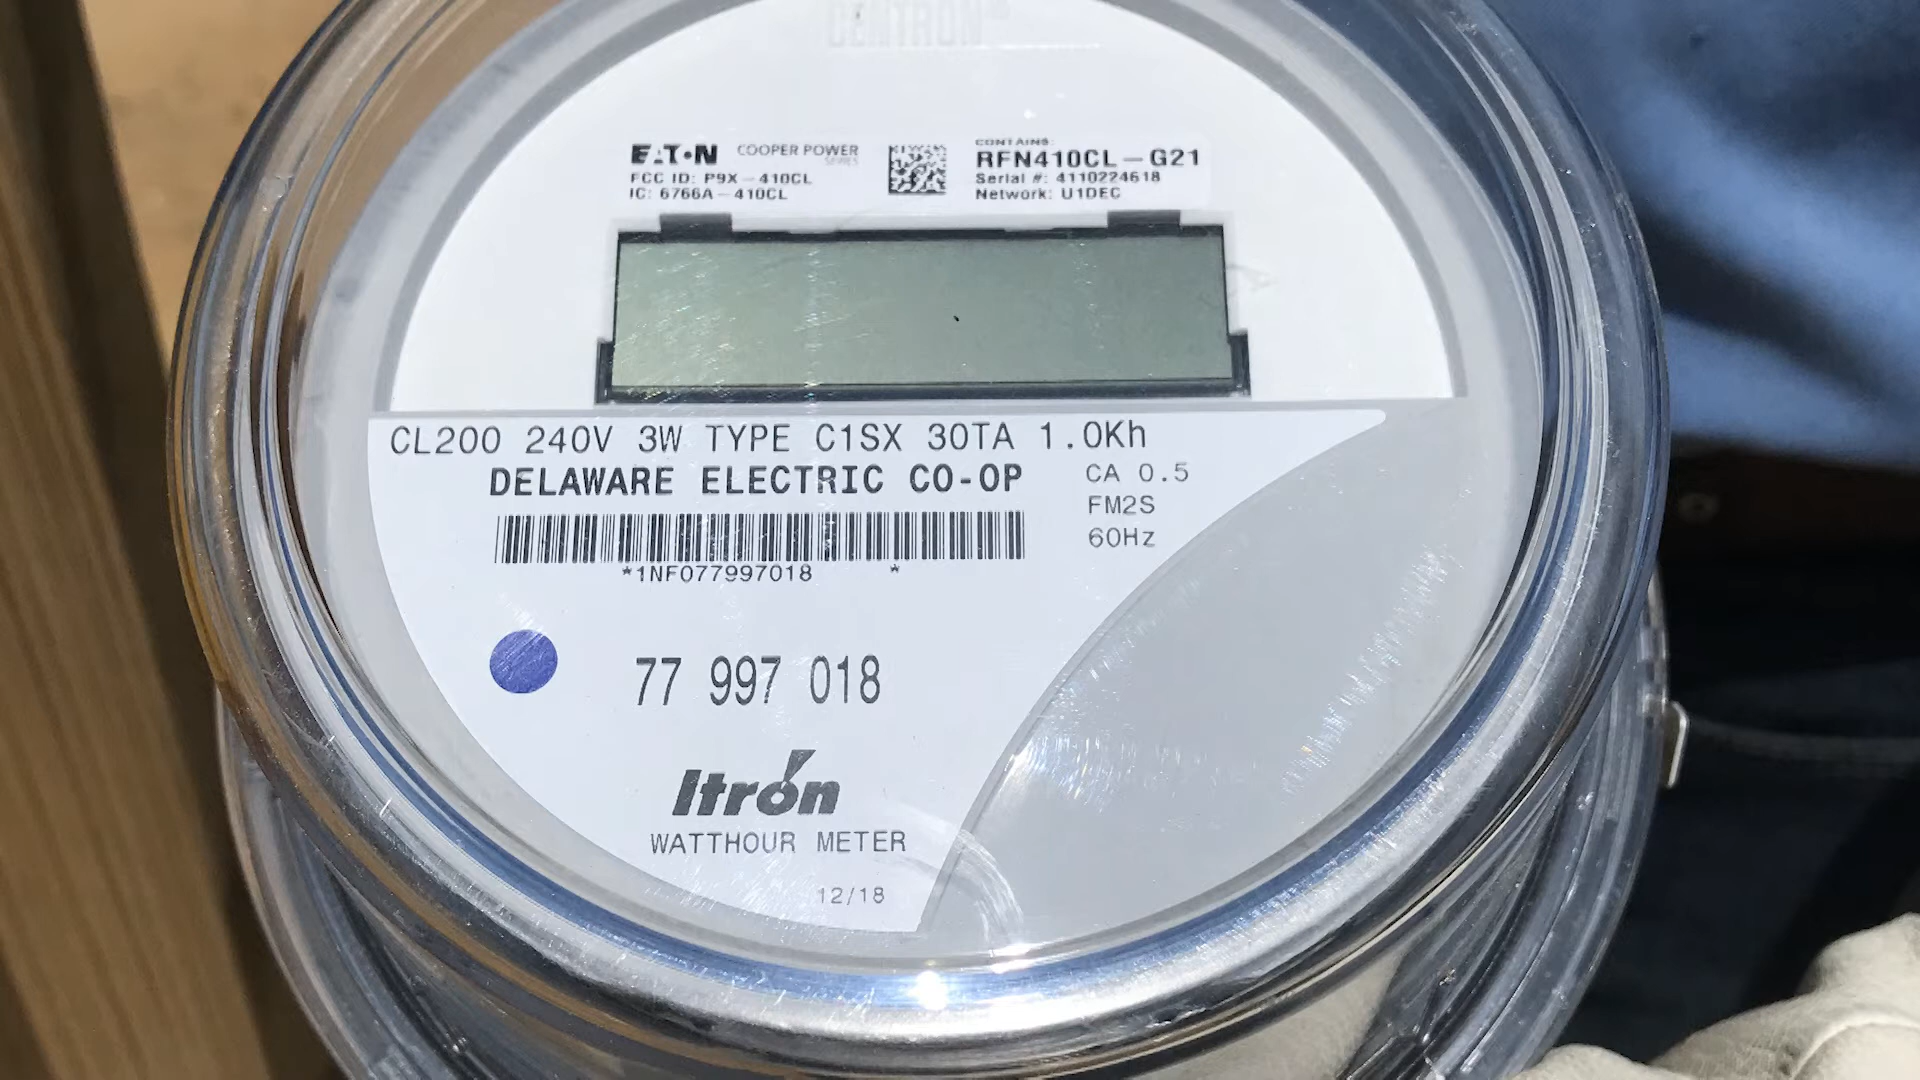 CENTRON®
EATON COOPER POWER SERIES
FCC ID: P9X-410CL
IC: 6766A-410CL
CONTAINS:
RFN410CL-G21
Serial #: 4110224618
Network: U1DEC
CL200 240V 3W TYPE C1SX 30TA 1.0Kh
DELAWARE ELECTRIC CO-OP
CA 0.5
FM2S
60Hz
*1NF077997018 *
77 997 018
Itron
WATTHOUR METER
12/18